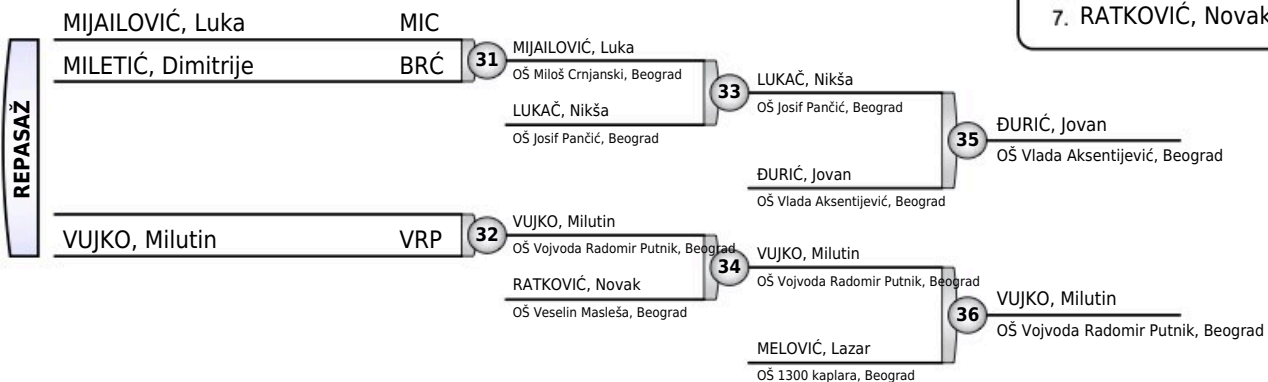 7. RATKOVIĆ, Novak
REPASAŽ
MIJAILOVIĆ, Luka MIC
MILETIĆ, Dimitrije BRĆ
31
MIJAILOVIĆ, Luka
OŠ Miloš Crnjanski, Beograd
LUKAČ, Nikša
OŠ Josif Pančić, Beograd
33
LUKAČ, Nikša
OŠ Josif Pančić, Beograd
ĐURIĆ, Jovan
OŠ Vlada Aksentijević, Beograd
35
ĐURIĆ, Jovan
OŠ Vlada Aksentijević, Beograd
VUJKO, Milutin VRP
32
VUJKO, Milutin
OŠ Vojvoda Radomir Putnik, Beograd
RATKOVIĆ, Novak
OŠ Veselin Masleša, Beograd
34
VUJKO, Milutin
OŠ Vojvoda Radomir Putnik, Beograd
MELOVIĆ, Lazar
OŠ 1300 kaplara, Beograd
36
VUJKO, Milutin
OŠ Vojvoda Radomir Putnik, Beograd